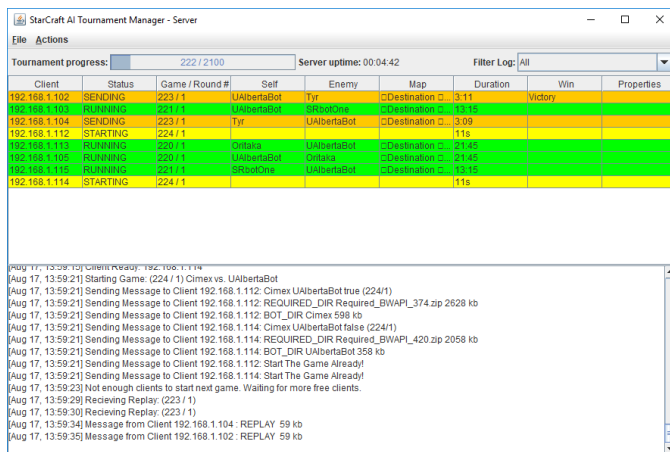 StarCraft AI Tournament Manager - Server
File Actions
Tournament progress: 222 / 2100 Server uptime: 00:04:42 Filter Log: All
Client Status Game / Round # Self Enemy Map Duration Win Properties
192.168.1.102 SENDING 223 / 1 UAlbertaBot Tyr □Destination □... 3:11 Victory
192.168.1.103 RUNNING 221 / 1 UAlbertaBot SRbotOne □Destination □... 13:15
192.168.1.104 SENDING 223 / 1 Tyr UAlbertaBot □Destination □... 3:09
192.168.1.112 STARTING 224 / 1 11s
192.168.1.113 RUNNING 220 / 1 Oritaka UAlbertaBot □Destination □... 21:45
192.168.1.105 RUNNING 220 / 1 UAlbertaBot Oritaka □Destination □... 21:45
192.168.1.115 RUNNING 221 / 1 SRbotOne UAlbertaBot □Destination □... 13:15
192.168.1.114 STARTING 224 / 1 11s
[Aug 17, 13:59:15] Client Ready: 192.168.1.114
[Aug 17, 13:59:21] Starting Game: (224 / 1) Cimex vs. UAlbertaBot
[Aug 17, 13:59:21] Sending Message to Client 192.168.1.112: Cimex UAlbertaBot true (224/1)
[Aug 17, 13:59:21] Sending Message to Client 192.168.1.112: REQUIRED_DIR Required_BWAPI_374.zip 2628 kb
[Aug 17, 13:59:21] Sending Message to Client 192.168.1.112: BOT_DIR Cimex 598 kb
[Aug 17, 13:59:21] Sending Message to Client 192.168.1.114: Cimex UAlbertaBot false (224/1)
[Aug 17, 13:59:21] Sending Message to Client 192.168.1.114: REQUIRED_DIR Required_BWAPI_420.zip 2058 kb
[Aug 17, 13:59:21] Sending Message to Client 192.168.1.114: BOT_DIR UAlbertaBot 358 kb
[Aug 17, 13:59:21] Sending Message to Client 192.168.1.112: Start The Game Already!
[Aug 17, 13:59:21] Sending Message to Client 192.168.1.114: Start The Game Already!
[Aug 17, 13:59:23] Not enough clients to start next game. Waiting for more free clients.
[Aug 17, 13:59:29] Recieving Replay: (223 / 1)
[Aug 17, 13:59:30] Recieving Replay: (223 / 1)
[Aug 17, 13:59:34] Message from Client 192.168.1.104 : REPLAY 59 kb
[Aug 17, 13:59:35] Message from Client 192.168.1.102 : REPLAY 59 kb